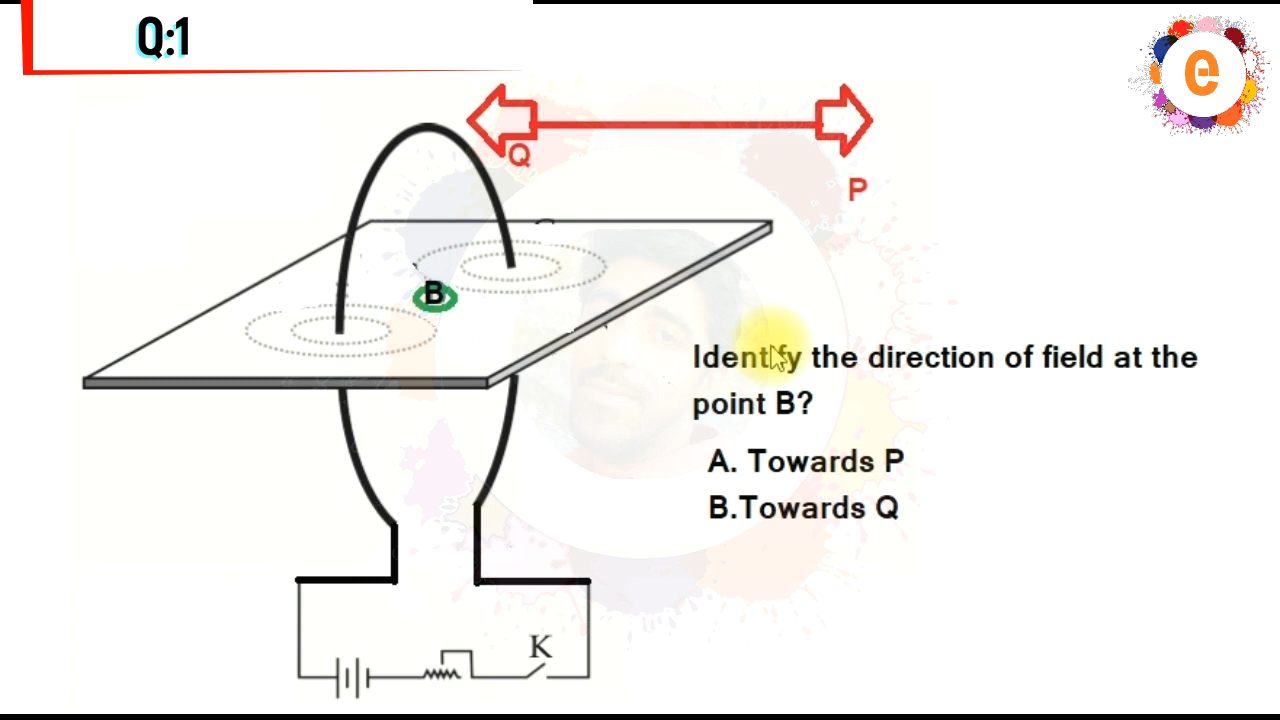 Q:1
e
Q
P
B
Identify the direction of field at the
point B?
A. Towards P
B.Towards Q
K